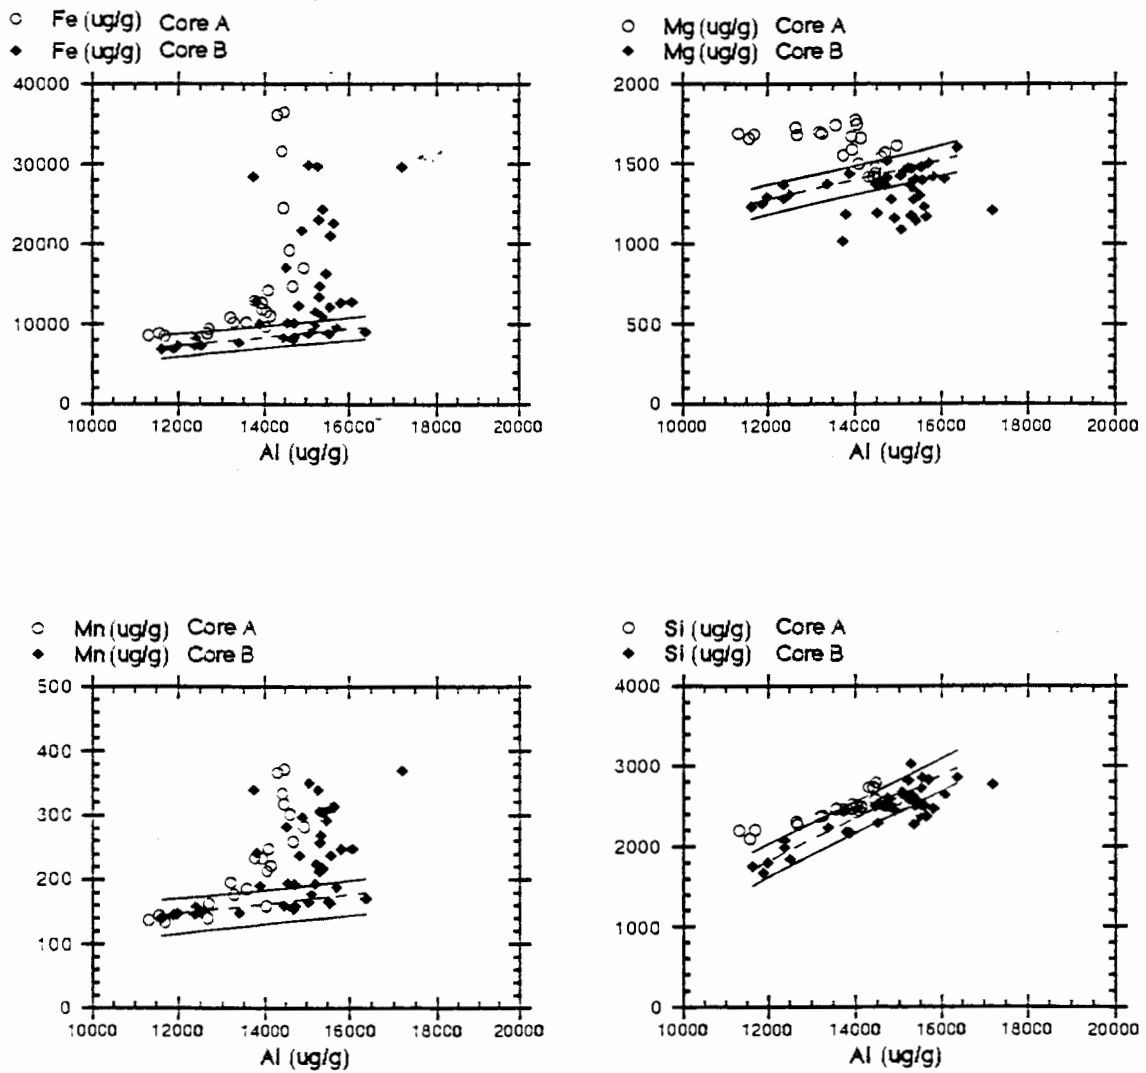 ○ Fe (ug/g) Core A
◆ Fe (ug/g) Core B
40000
30000
20000
10000
0
10000 12000 14000 16000 18000 20000
Al (ug/g)
○ Mg (ug/g) Core A
◆ Mg (ug/g) Core B
2000
1500
1000
500
0
10000 12000 14000 16000 18000 20000
Al (ug/g)
○ Mn (ug/g) Core A
◆ Mn (ug/g) Core B
500
400
300
200
100
0
10000 12000 14000 16000 18000 20000
Al (ug/g)
○ Si (ug/g) Core A
◆ Si (ug/g) Core B
4000
3000
2000
1000
0
10000 12000 14000 16000 18000 20000
Al (ug/g)